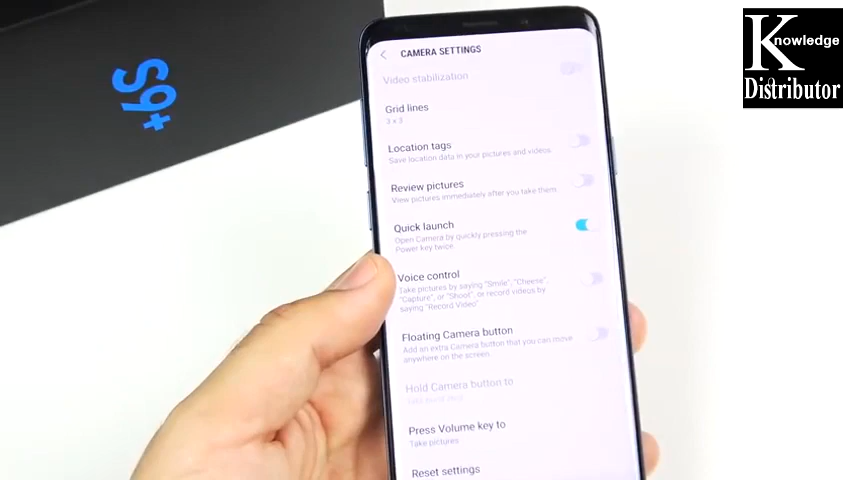 Knowledge
Distributor
S9+
CAMERA SETTINGS
Video stabilization
Grid lines
3 x 3
Location tags
Save location data in your pictures and videos.
Review pictures
View pictures immediately after you take them.
Quick launch
Open Camera by quickly pressing the
Power key twice.
Voice control
Take pictures by saying "Smile", "Cheese",
"Capture", or "Shoot", or record videos by
saying "Record Video".
Floating Camera button
Add an extra Camera button that you can move
anywhere on the screen.
Hold Camera button to
Press Volume key to
Take pictures
Reset settings